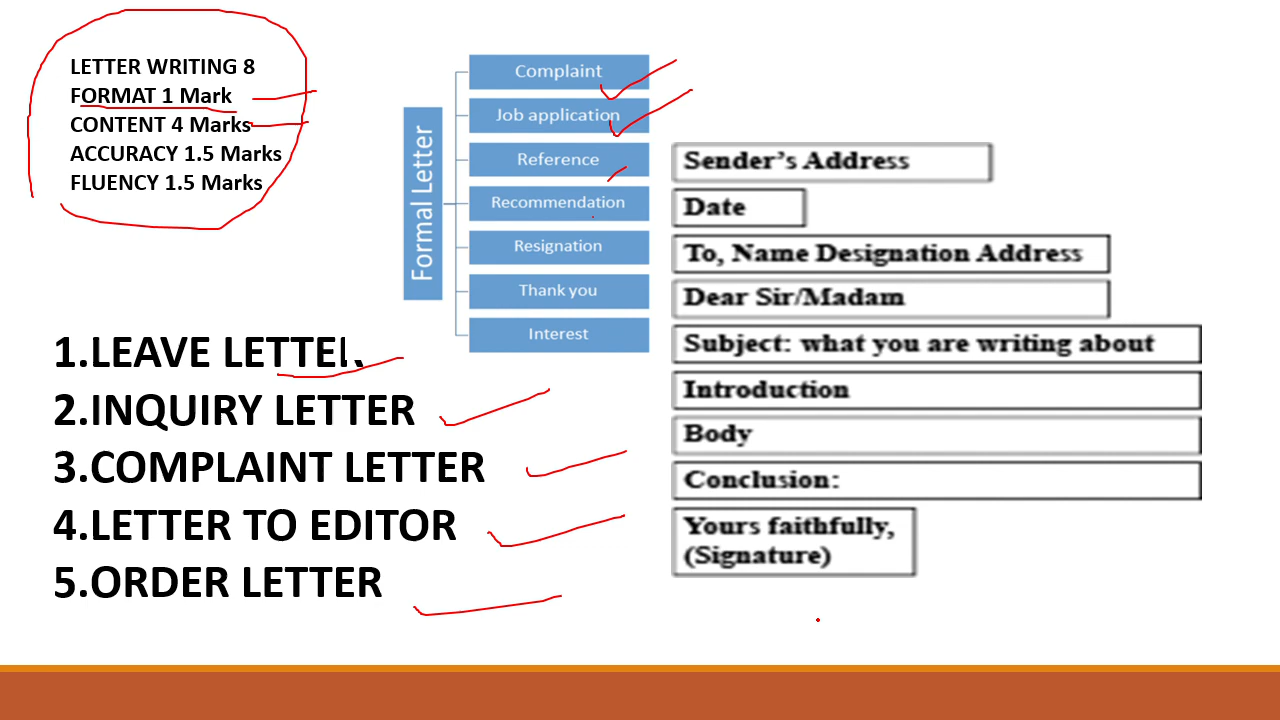 LETTER WRITING 8
FORMAT 1 Mark
CONTENT 4 Marks
ACCURACY 1.5 Marks
FLUENCY 1.5 Marks
Formal Letter
Complaint
Job application
Reference
Recommendation
Resignation
Thank you
Interest
1.LEAVE LETTER
2.INQUIRY LETTER
3.COMPLAINT LETTER
4.LETTER TO EDITOR
5.ORDER LETTER
Sender's Address
Date
To, Name Designation Address
Dear Sir/Madam
Subject: what you are writing about
Introduction
Body
Conclusion:
Yours faithfully,
(Signature)